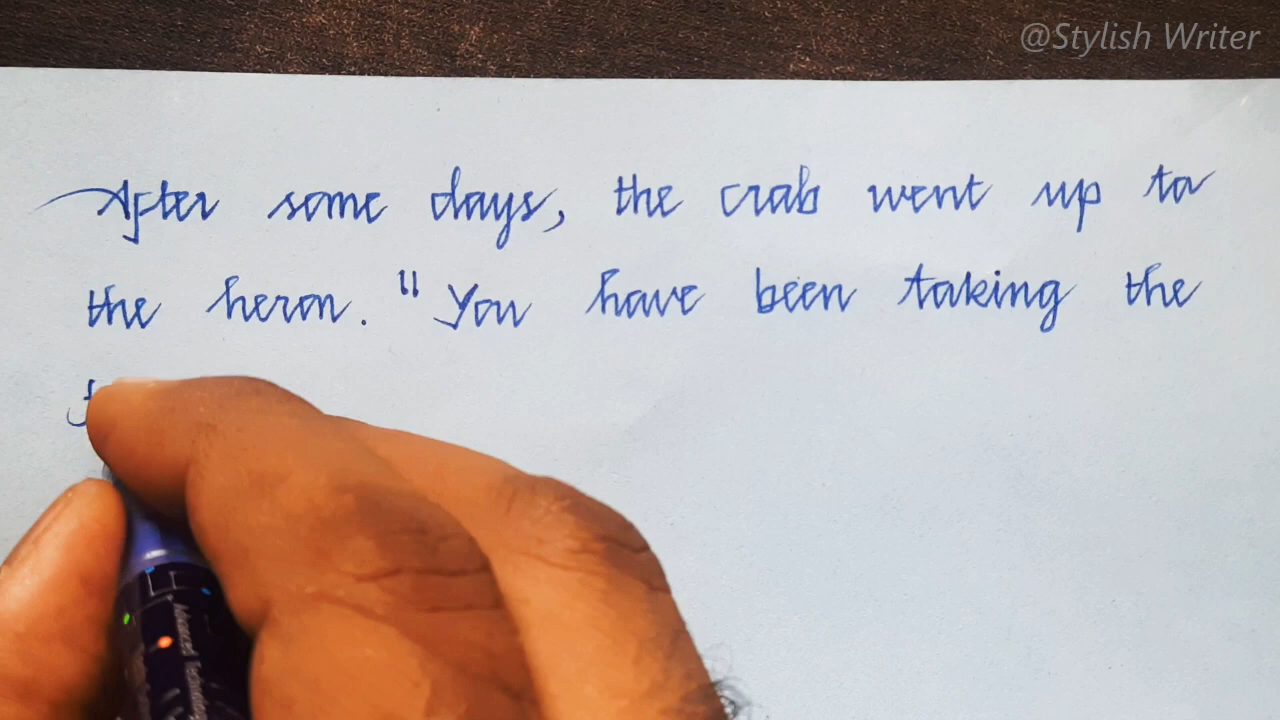 @Stylish Writer
After some days, the crab went up to
the heron. "You have been taking the